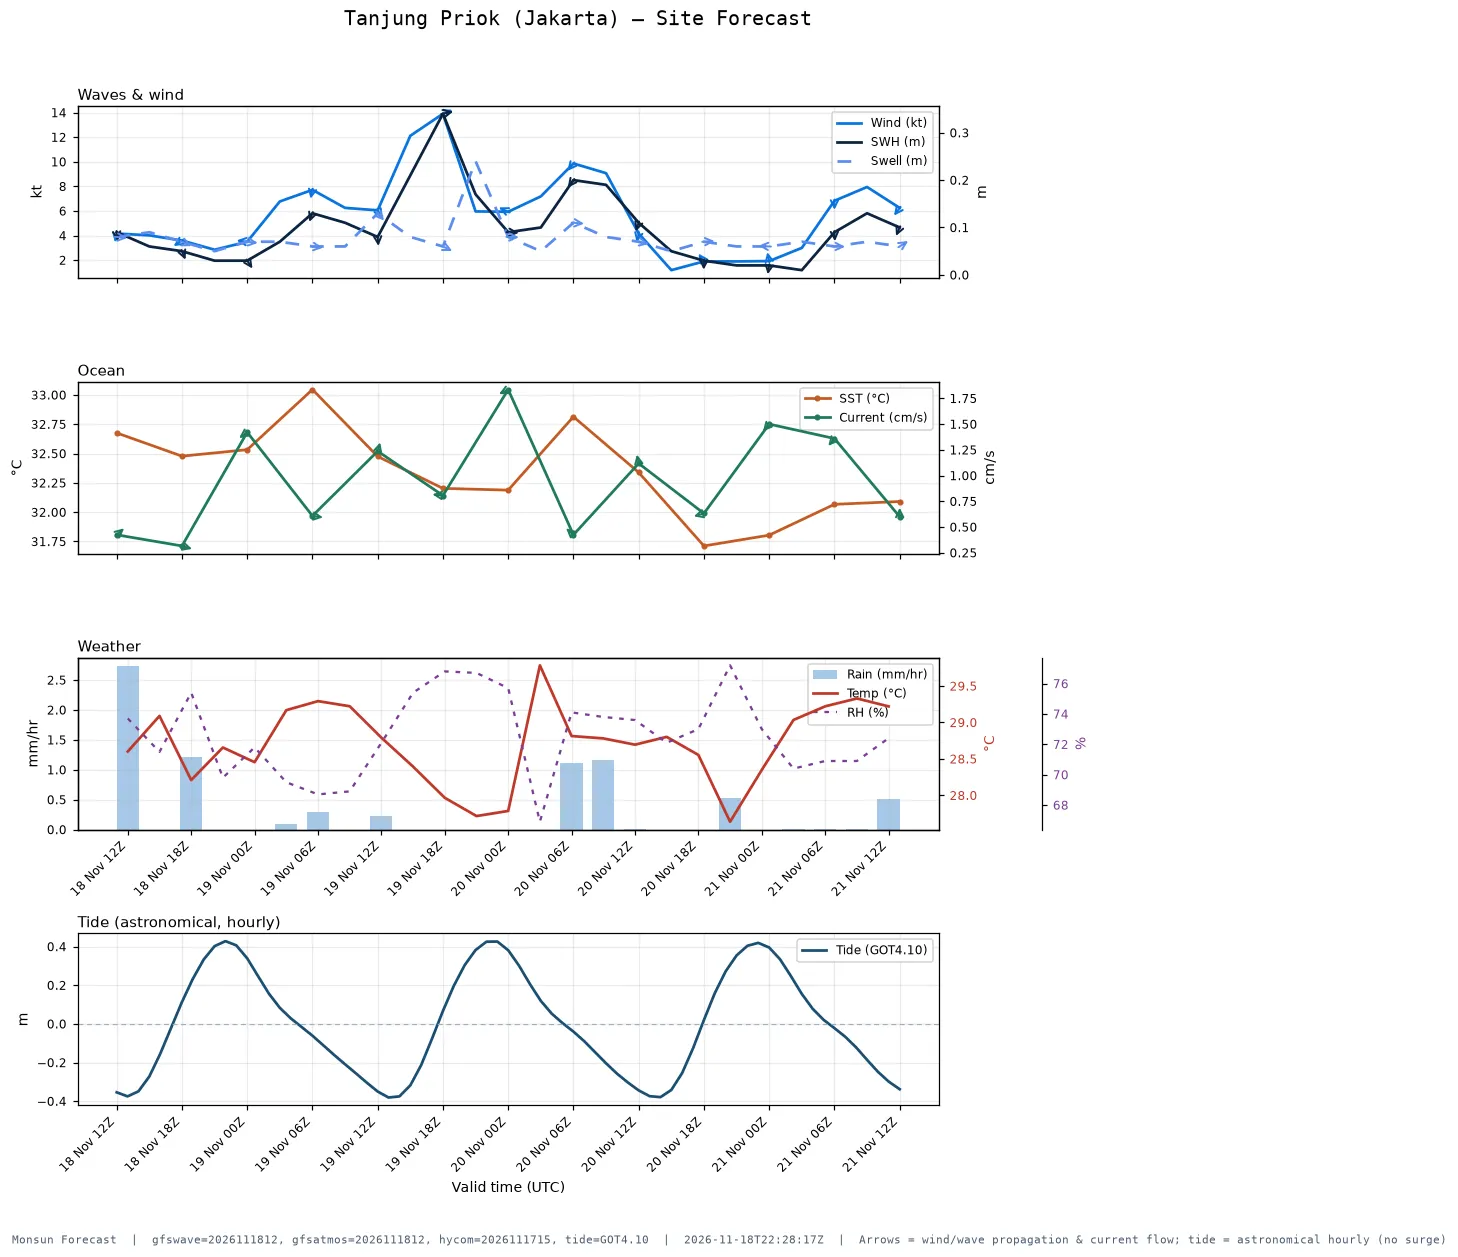 Tanjung Priok (Jakarta) — Site Forecast
Waves & wind
14
12
10
8
6
4
2
kt
Wind (kt)
SWH (m)
Swell (m)
0.3
0.2
0.1
0.0
m
Ocean
33.00
32.75
32.50
32.25
32.00
31.75
°C
SST (°C)
Current (cm/s)
1.75
1.50
1.25
1.00
0.75
0.50
0.25
cm/s
Weather
2.5
2.0
1.5
1.0
0.5
0.0
mm/hr
Rain (mm/hr)
Temp (°C)
RH (%)
29.5
29.0
28.5
28.0
°C
76
74
72
70
68
%
18 Nov 12Z
18 Nov 18Z
19 Nov 00Z
19 Nov 06Z
19 Nov 12Z
19 Nov 18Z
20 Nov 00Z
20 Nov 06Z
20 Nov 12Z
20 Nov 18Z
21 Nov 00Z
21 Nov 06Z
21 Nov 12Z
Tide (astronomical, hourly)
0.4
0.2
0.0
−0.2
−0.4
m
Tide (GOT4.10)
18 Nov 12Z
18 Nov 18Z
19 Nov 00Z
19 Nov 06Z
19 Nov 12Z
19 Nov 18Z
20 Nov 00Z
20 Nov 06Z
20 Nov 12Z
20 Nov 18Z
21 Nov 00Z
21 Nov 06Z
21 Nov 12Z
Valid time (UTC)
Monsun Forecast | gfswave=2026111812, gfsatmos=2026111812, hycom=2026111715, tide=GOT4.10 | 2026-11-18T22:28:17Z | Arrows = wind/wave propagation & current flow; tide = astronomical hourly (no surge)